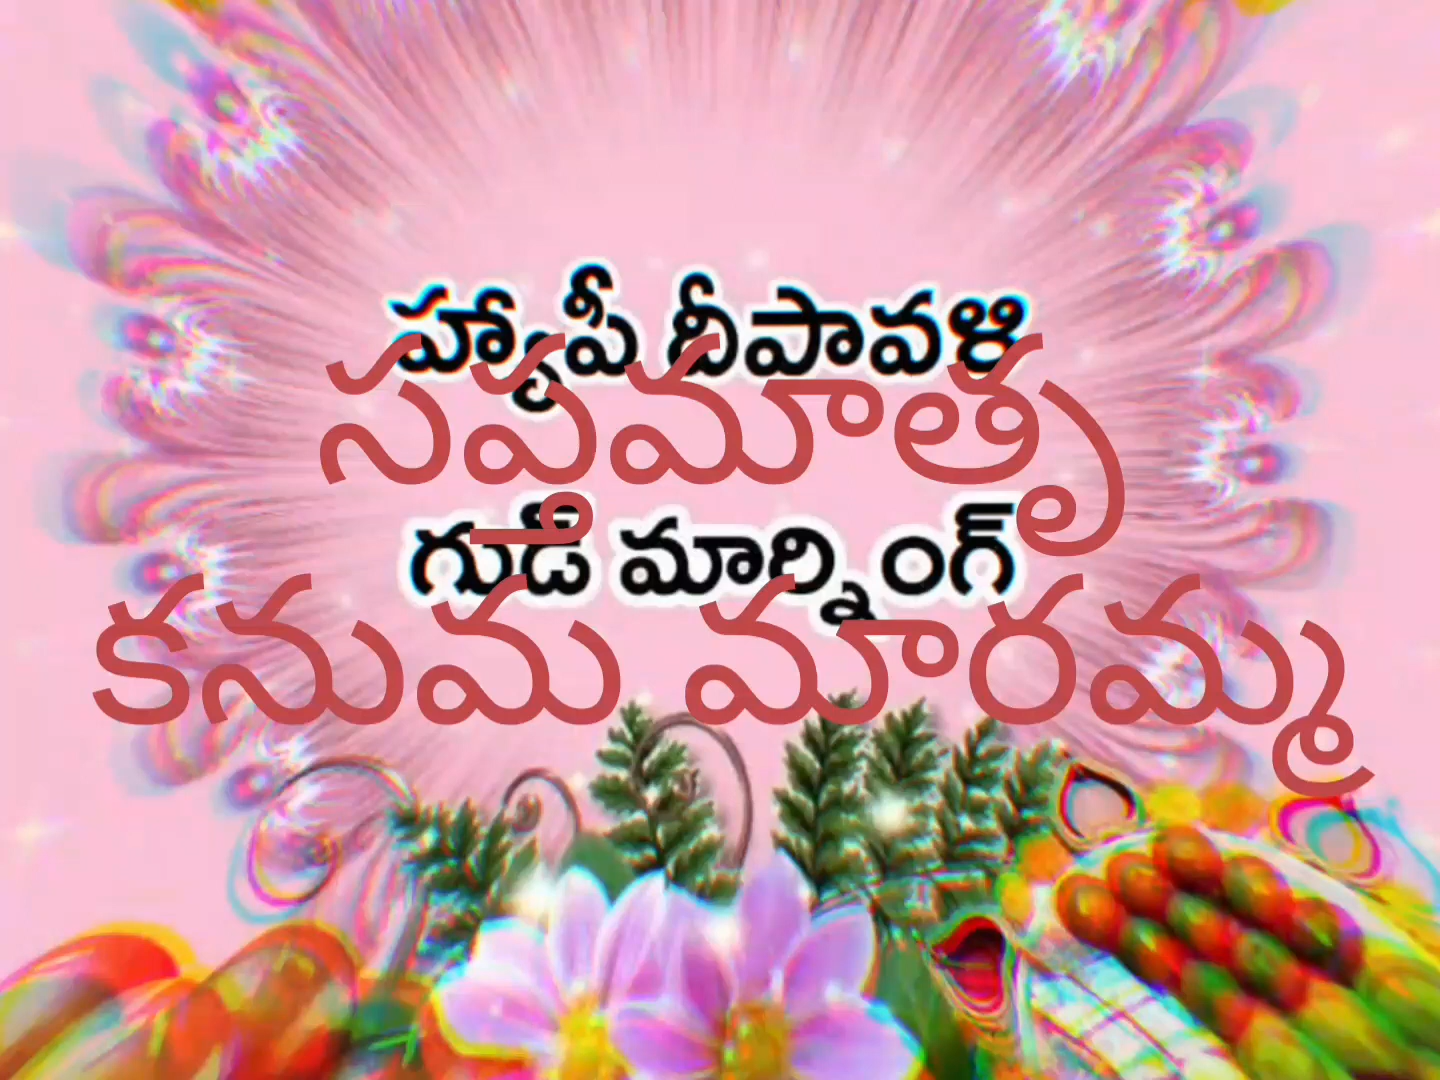 హ్యాపీ దీపావళి
సప్తమాతృ
గుడ్ మార్నింగ్
కనుమ మారమ్మ